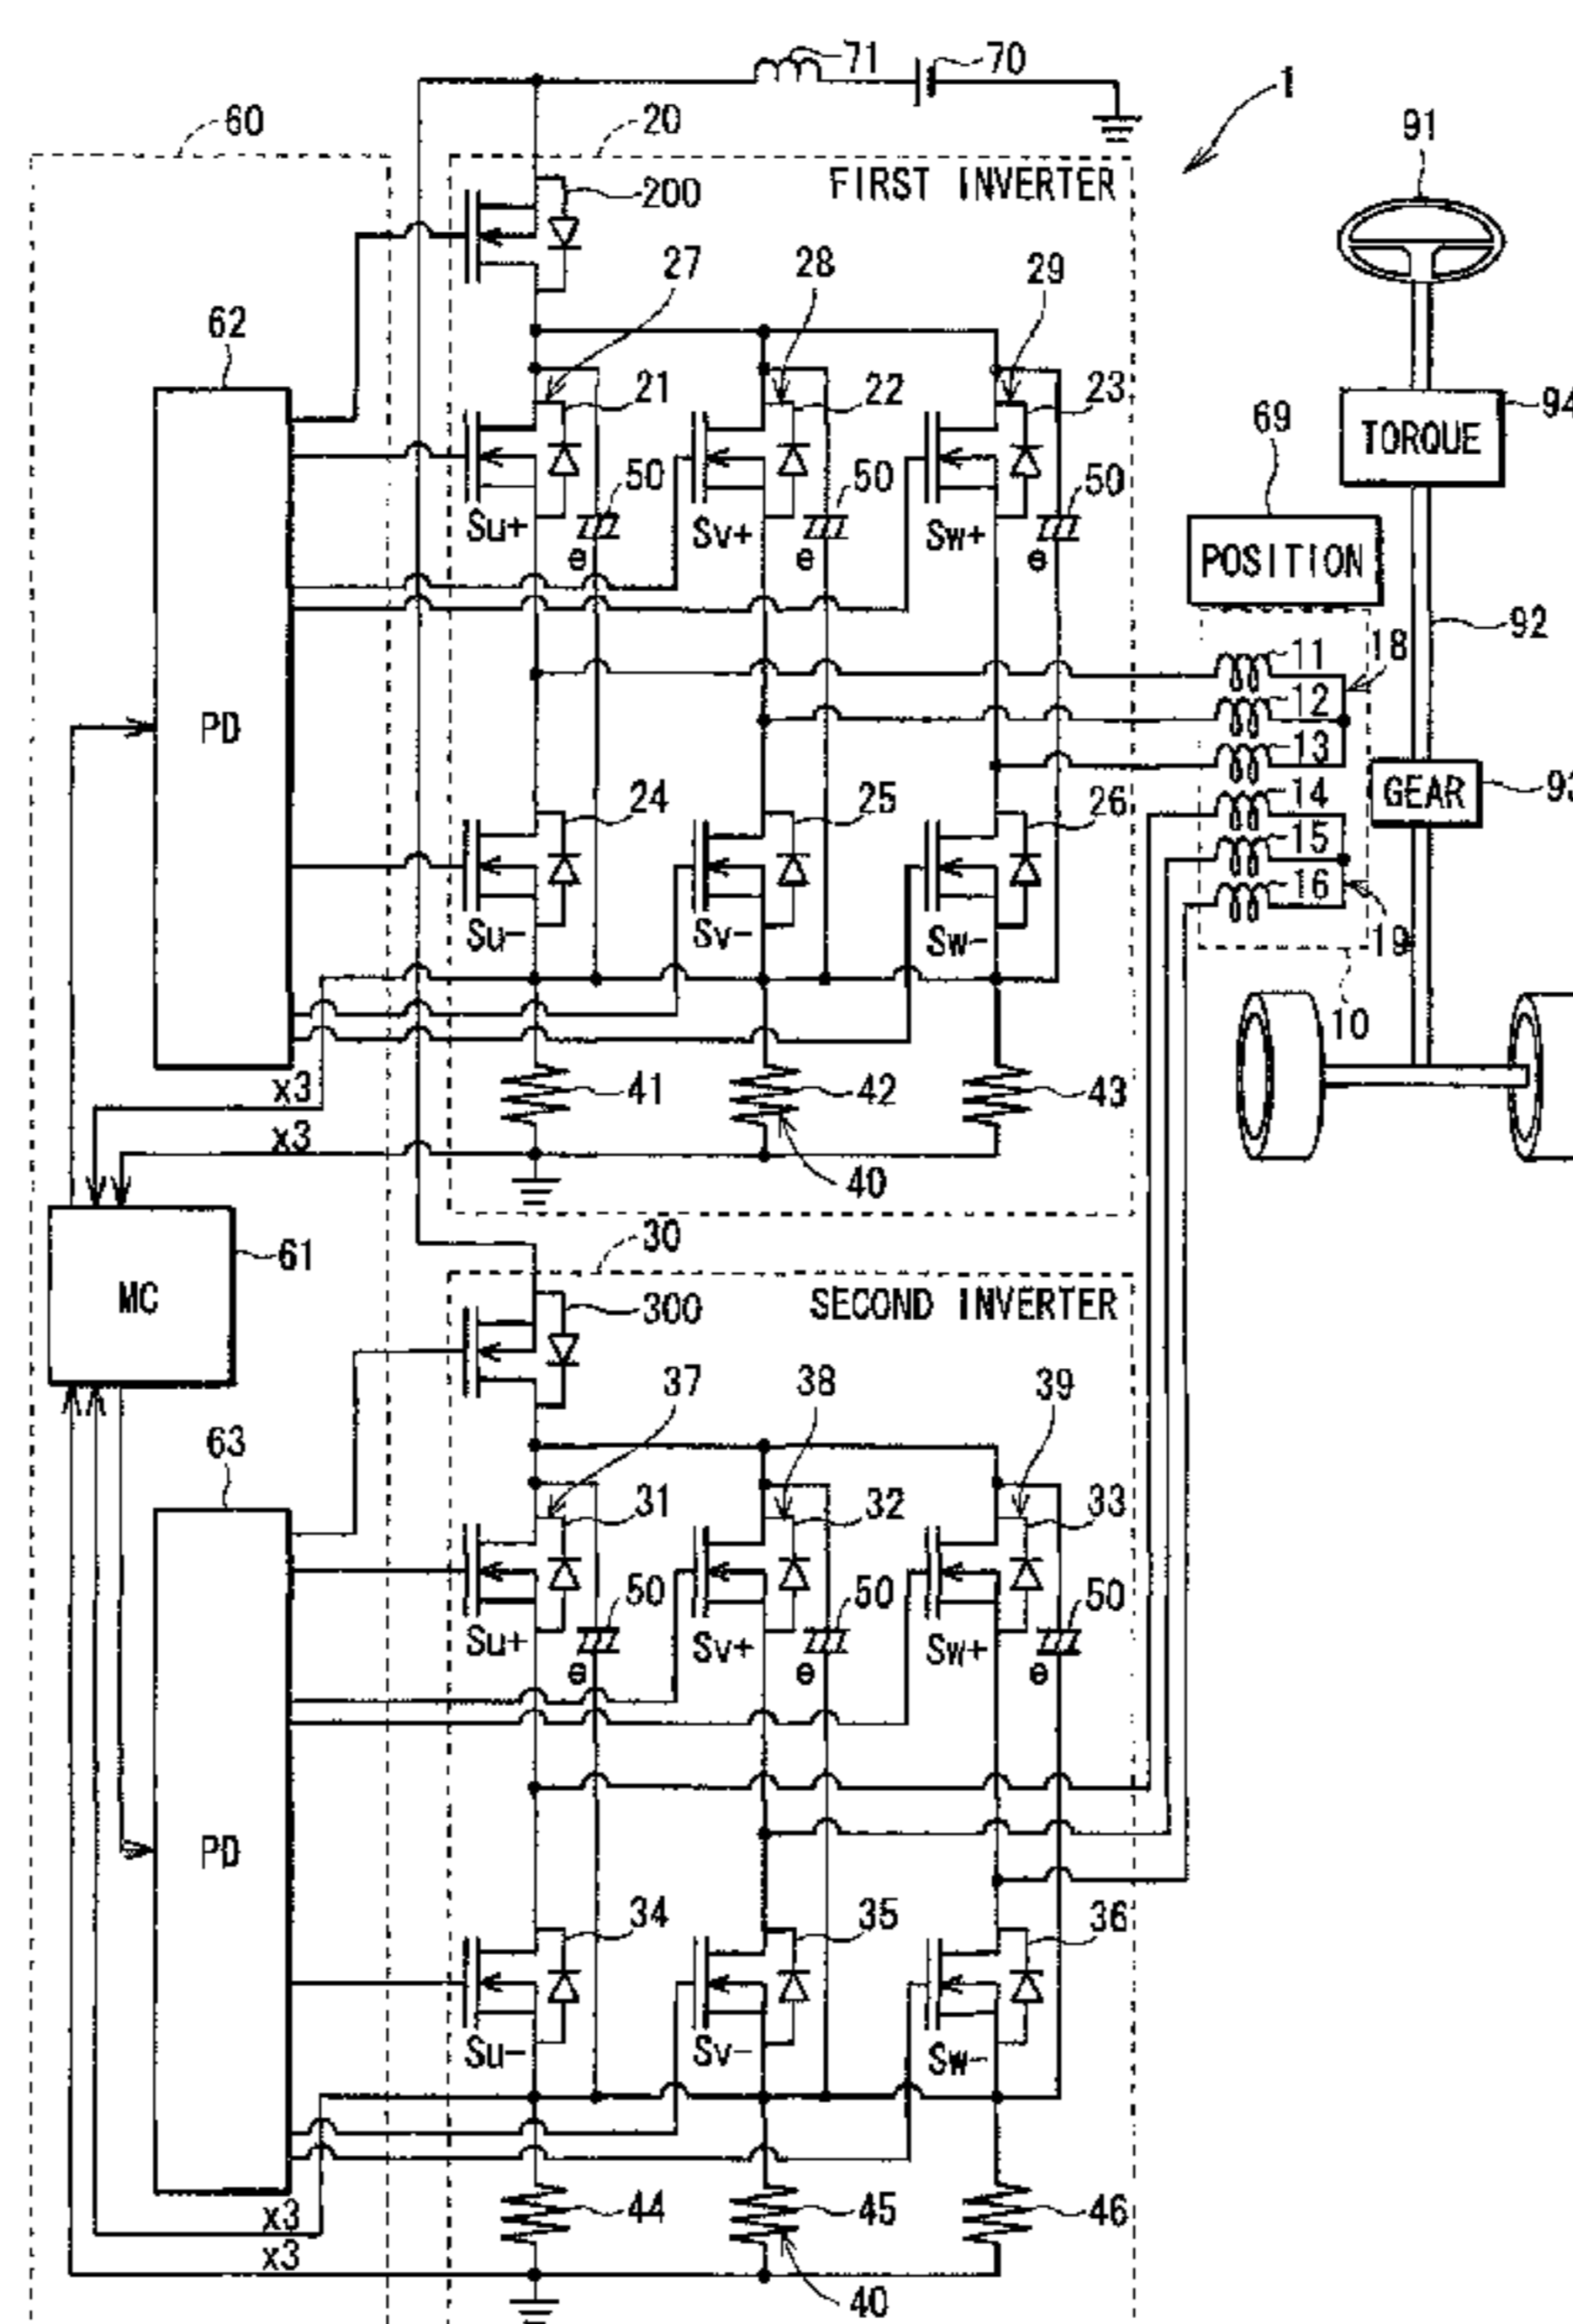 71
70
1
60
20
91
200
FIRST INVERTER
27
28
29
62
21
22
23
94
TORQUE
69
50
50
50
Su+
Sv+
Sw+
POSITION
e
e
e
92
11
18
12
PD
13
24
25
26
14
GEAR
93
15
16
Su-
Sv-
Sw-
19
10
x3
41
42
43
x3
40
30
61
MC
SECOND INVERTER
300
37
38
39
63
31
32
33
50
50
50
Su+
Sv+
Sw+
e
e
e
PD
34
35
36
Su-
Sv-
Sw-
x3
44
45
46
x3
40